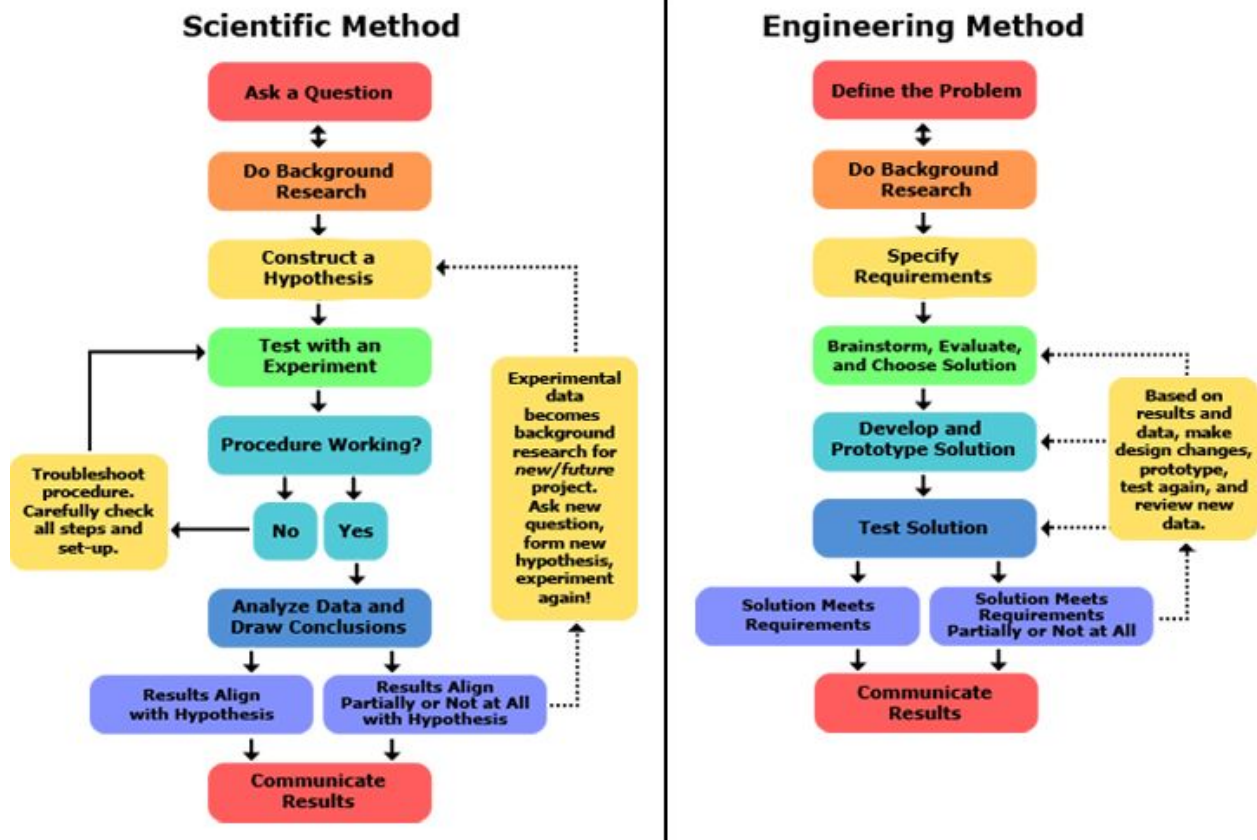 Scientific Method
Ask a Question
Do Background
Research
Construct a
Hypothesis
Test with an
Experiment
Procedure Working?
No
Yes
Troubleshoot
procedure.
Carefully check
all steps and
set-up.
Experimental
data
becomes
background
research for
new/future
project.
Ask new
question,
form new
hypothesis,
experiment
again!
Analyze Data and
Draw Conclusions
Results Align
with Hypothesis
Results Align
Partially or Not at All
with Hypothesis
Communicate
Results
Engineering Method
Define the Problem
Do Background
Research
Specify
Requirements
Brainstorm, Evaluate,
and Choose Solution
Develop and
Prototype Solution
Test Solution
Based on
results and
data, make
design changes,
prototype,
test again, and
review new
data.
Solution Meets
Requirements
Solution Meets
Requirements
Partially or Not at All
Communicate
Results